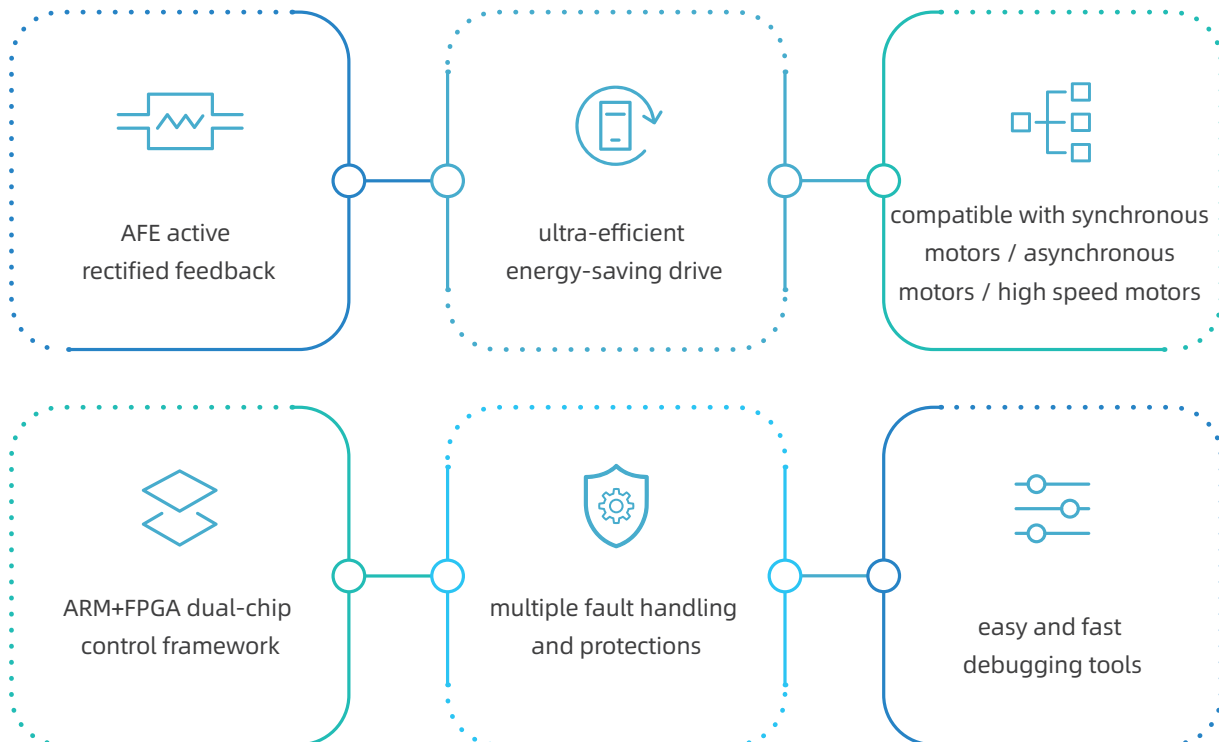 AFE active
rectified feedback
ultra-efficient
energy-saving drive
compatible with synchronous
motors / asynchronous
motors / high speed motors
ARM+FPGA dual-chip
control framework
multiple fault handling
and protections
easy and fast
debugging tools